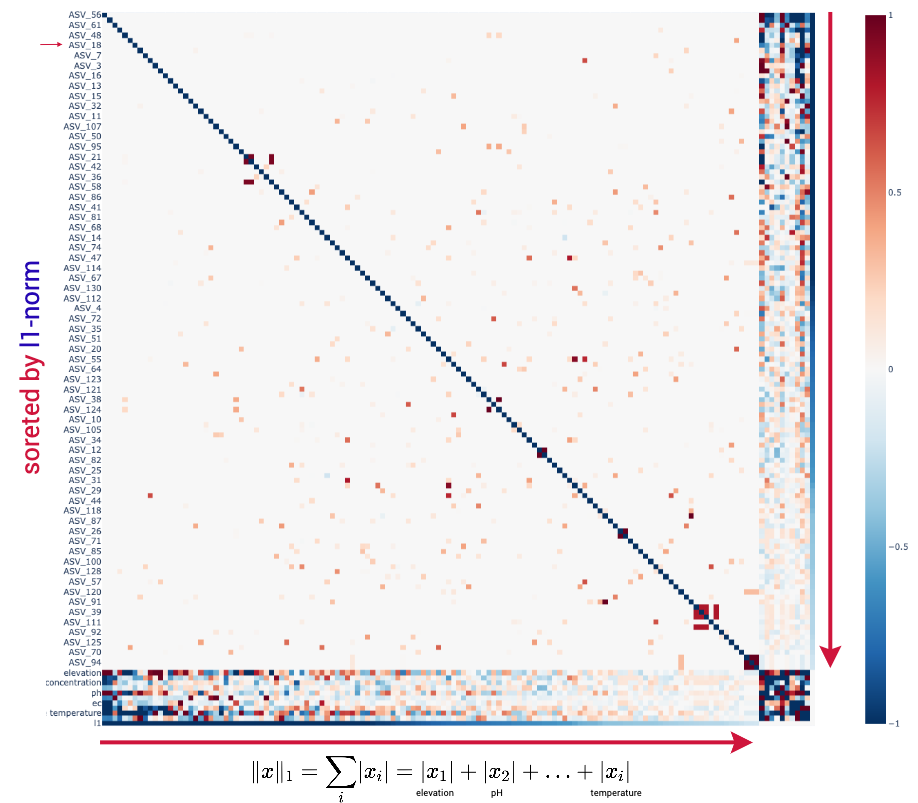 ASV_56
ASV_61
ASV_48
ASV_18
ASV_7
ASV_3
ASV_16
ASV_13
ASV_15
ASV_32
ASV_11
ASV_107
ASV_50
ASV_95
ASV_21
ASV_42
ASV_36
ASV_58
ASV_86
ASV_41
ASV_81
ASV_68
ASV_14
ASV_74
ASV_47
ASV_114
ASV_67
ASV_130
ASV_112
ASV_4
ASV_72
ASV_35
ASV_51
ASV_20
ASV_55
ASV_64
ASV_123
ASV_121
ASV_38
ASV_124
ASV_10
ASV_105
ASV_34
ASV_12
ASV_82
ASV_25
ASV_31
ASV_29
ASV_44
ASV_118
ASV_87
ASV_26
ASV_71
ASV_85
ASV_100
ASV_128
ASV_57
ASV_120
ASV_91
ASV_39
ASV_111
ASV_92
ASV_125
ASV_70
ASV_94
elevation
concentration
ph
ec
temperature
l1
soreted by l1-norm
1
0.5
0
−0.5
−1
‖x‖₁ = ∑ᵢ |xᵢ| = |x₁| + |x₂| + … + |xᵢ|
elevation pH temperature